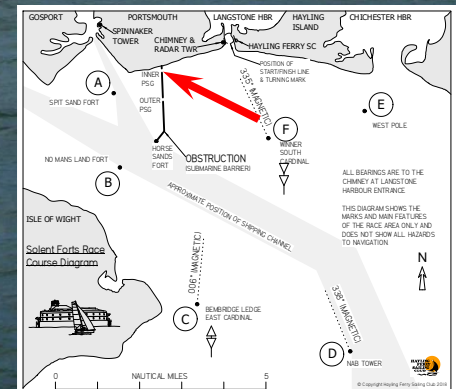 GOSPORT
PORTSMOUTH
LANGSTONE HBR
HAYLING
ISLAND
CHICHESTER HBR
SPINNAKER
TOWER
CHIMNEY &
RADAR TWR
HAYLING FERRY SC
POSITION OF
START/FINISH LINE
& TURNING MARK
INNER
PSG
335° (MAGNETIC)
A
SPIT SAND FORT
OUTER
PSG
E
WEST POLE
F
WINNER
SOUTH
CARDINAL
HORSE
SANDS
FORT
OBSTRUCTION
(SUBMARINE BARRIER)
NO MANS LAND FORT
B
ALL BEARINGS ARE TO THE
CHIMNEY AT LANGSTONE
HARBOUR ENTRANCE
THIS DIAGRAM SHOWS THE
MARKS AND MAIN FEATURES
OF THE RACE AREA ONLY AND
DOES NOT SHOW ALL HAZARDS
TO NAVIGATION
APPROXIMATE POSITION OF SHIPPING CHANNEL
ISLE OF WIGHT
Solent Forts Race
Course Diagram
N
006° (MAGNETIC)
338° (MAGNETIC)
BEMBRIDGE LEDGE
EAST CARDINAL
C
D
NAB TOWER
HAYLING
FERRY
SAILING
CLUB
0
NAUTICAL MILES
5
© Copyright Hayling Ferry Sailing Club 2016